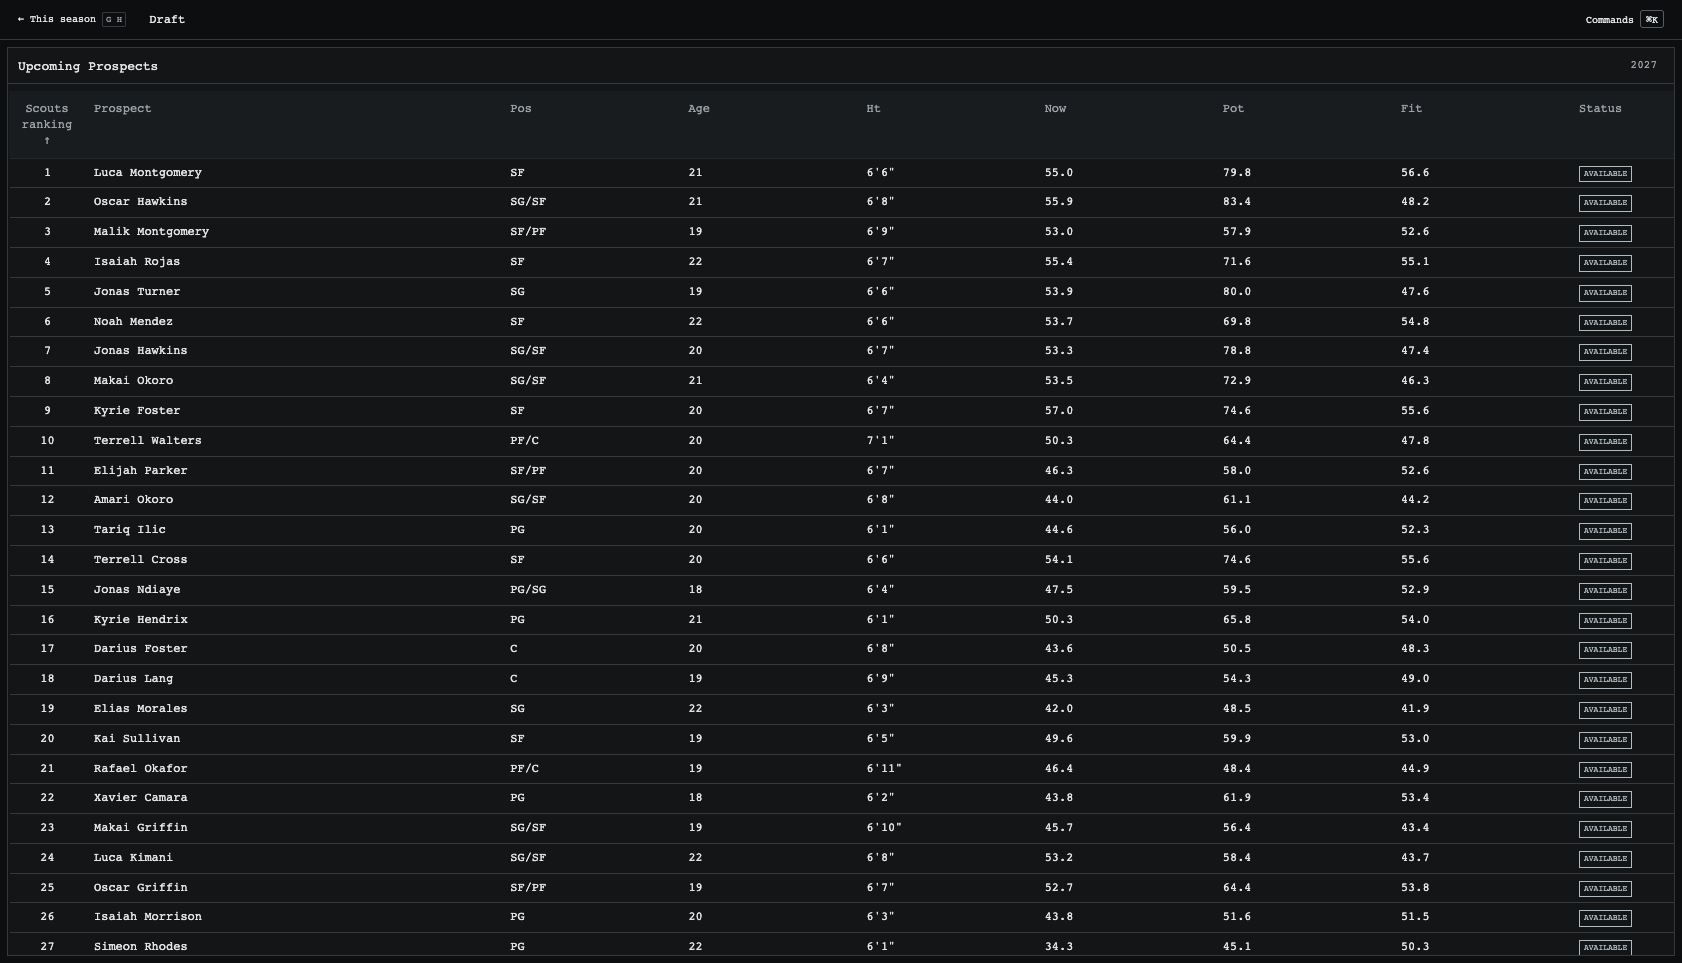 ← This season G H Draft Commands ⌘K
Upcoming Prospects 2027
Scouts ranking ↑ Prospect Pos Age Ht Now Pot Fit Status
1 Luca Montgomery SF 21 6'6" 55.0 79.8 56.6 AVAILABLE
2 Oscar Hawkins SG/SF 21 6'8" 55.9 83.4 48.2 AVAILABLE
3 Malik Montgomery SF/PF 19 6'9" 53.0 57.9 52.6 AVAILABLE
4 Isaiah Rojas SF 22 6'7" 55.4 71.6 55.1 AVAILABLE
5 Jonas Turner SG 19 6'6" 53.9 80.0 47.6 AVAILABLE
6 Noah Mendez SF 22 6'6" 53.7 69.8 54.8 AVAILABLE
7 Jonas Hawkins SG/SF 20 6'7" 53.3 78.8 47.4 AVAILABLE
8 Makai Okoro SG/SF 21 6'4" 53.5 72.9 46.3 AVAILABLE
9 Kyrie Foster SF 20 6'7" 57.0 74.6 55.6 AVAILABLE
10 Terrell Walters PF/C 20 7'1" 50.3 64.4 47.8 AVAILABLE
11 Elijah Parker SF/PF 20 6'7" 46.3 58.0 52.6 AVAILABLE
12 Amari Okoro SG/SF 20 6'8" 44.0 61.1 44.2 AVAILABLE
13 Tariq Ilic PG 20 6'1" 44.6 56.0 52.3 AVAILABLE
14 Terrell Cross SF 20 6'6" 54.1 74.6 55.6 AVAILABLE
15 Jonas Ndiaye PG/SG 18 6'4" 47.5 59.5 52.9 AVAILABLE
16 Kyrie Hendrix PG 21 6'1" 50.3 65.8 54.0 AVAILABLE
17 Darius Foster C 20 6'8" 43.6 50.5 48.3 AVAILABLE
18 Darius Lang C 19 6'9" 45.3 54.3 49.0 AVAILABLE
19 Elias Morales SG 22 6'3" 42.0 48.5 41.9 AVAILABLE
20 Kai Sullivan SF 19 6'5" 49.6 59.9 53.0 AVAILABLE
21 Rafael Okafor PF/C 19 6'11" 46.4 48.4 44.9 AVAILABLE
22 Xavier Camara PG 18 6'2" 43.8 61.9 53.4 AVAILABLE
23 Makai Griffin SG/SF 19 6'10" 45.7 56.4 43.4 AVAILABLE
24 Luca Kimani SG/SF 22 6'8" 53.2 58.4 43.7 AVAILABLE
25 Oscar Griffin SF/PF 19 6'7" 52.7 64.4 53.8 AVAILABLE
26 Isaiah Morrison PG 20 6'3" 43.8 51.6 51.5 AVAILABLE
27 Simeon Rhodes PG 22 6'1" 34.3 45.1 50.3 AVAILABLE